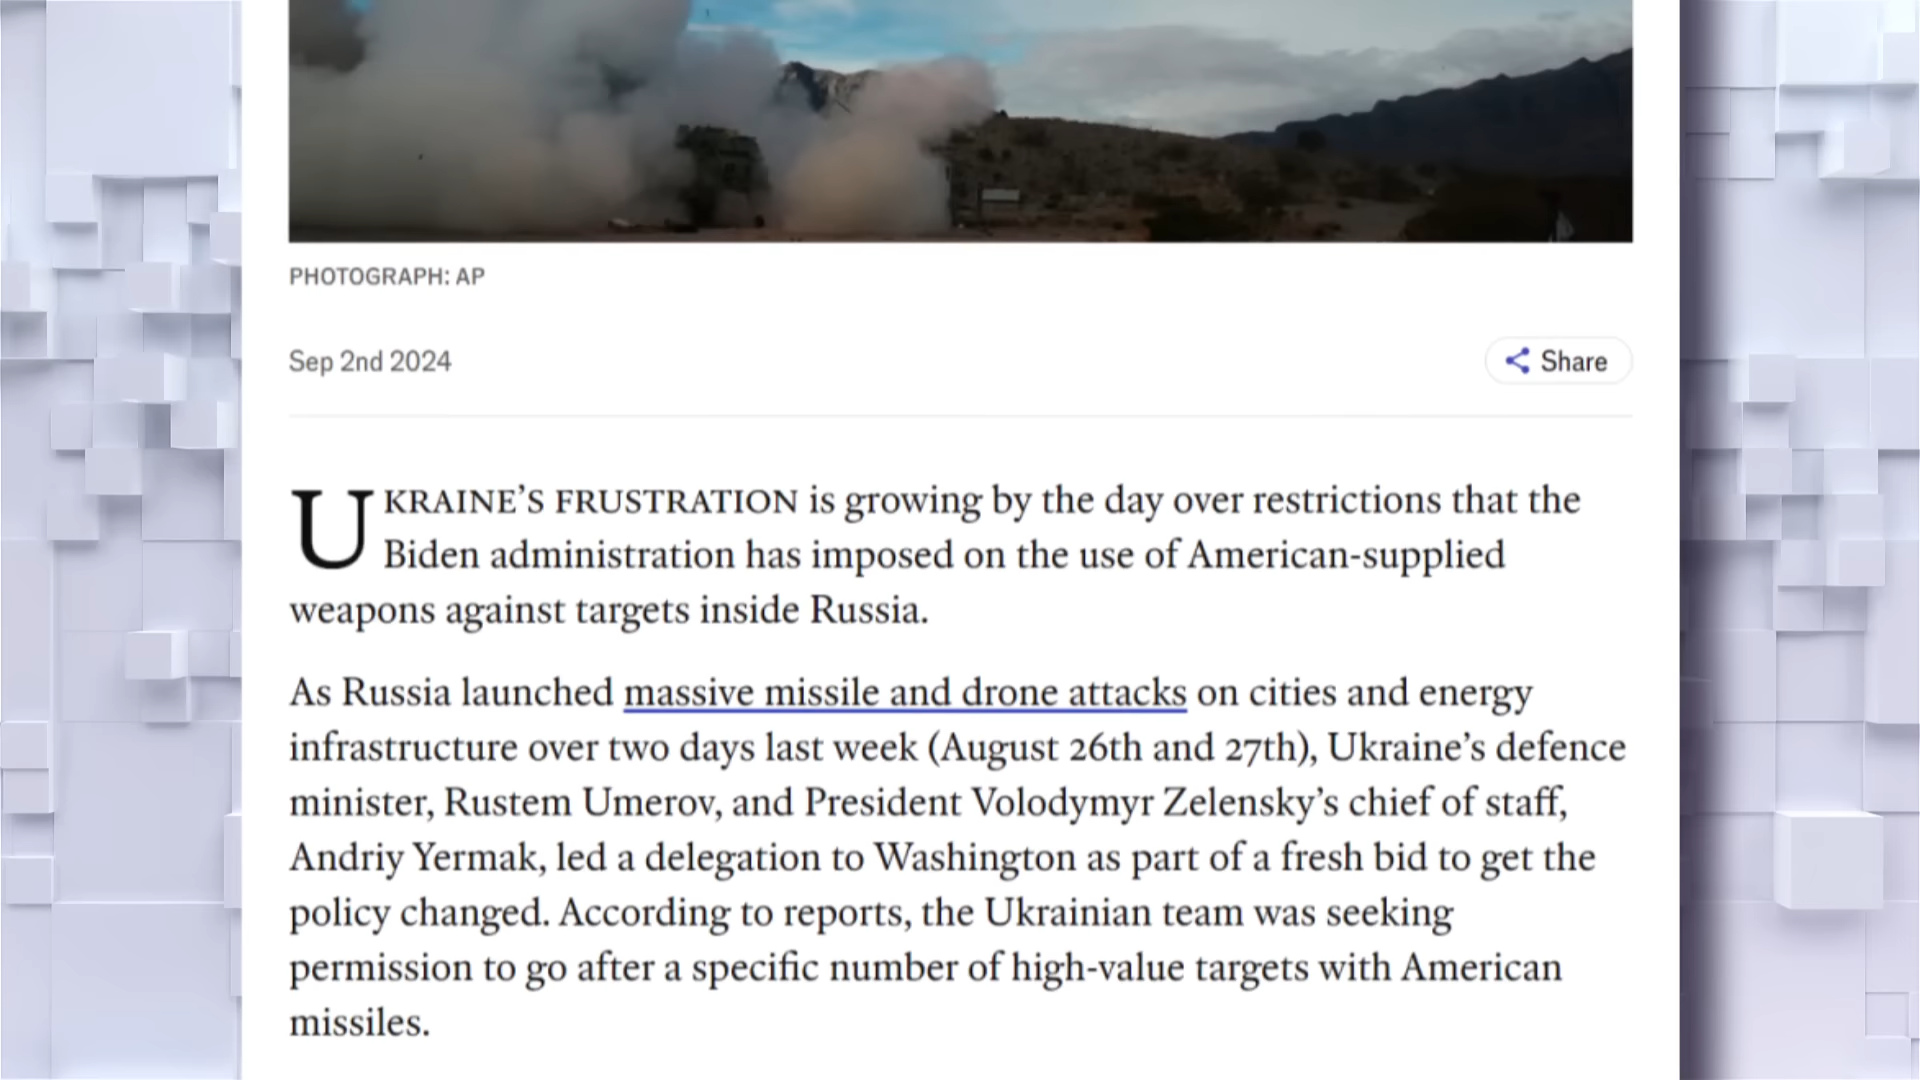 PHOTOGRAPH: AP
Sep 2nd 2024
Share
UKRAINE’S FRUSTRATION is growing by the day over restrictions that the
Biden administration has imposed on the use of American-supplied
weapons against targets inside Russia.
As Russia launched massive missile and drone attacks on cities and energy
infrastructure over two days last week (August 26th and 27th), Ukraine’s defence
minister, Rustem Umerov, and President Volodymyr Zelensky’s chief of staff,
Andriy Yermak, led a delegation to Washington as part of a fresh bid to get the
policy changed. According to reports, the Ukrainian team was seeking
permission to go after a specific number of high-value targets with American
missiles.